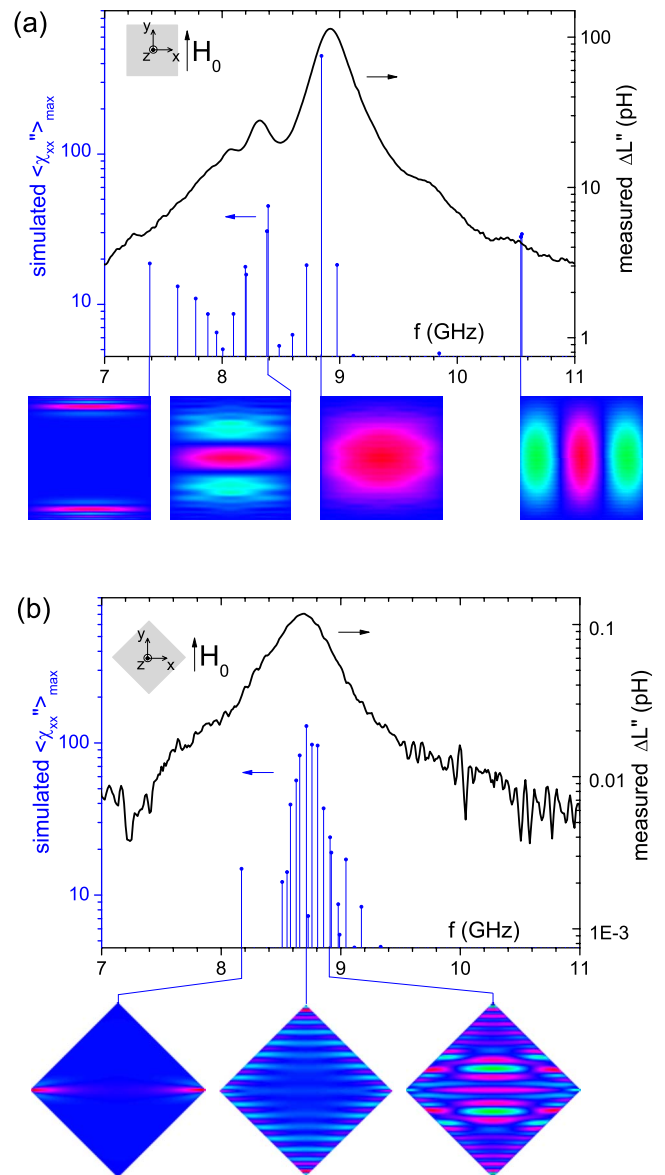 (a)
y
z x
H0
simulated <χxx">max
100
10
measured ΔL" (pH)
100
10
1
f (GHz)
7 8 9 10 11
(b)
y
z x
H0
simulated <χxx">max
100
10
measured ΔL" (pH)
0.1
0.01
1E-3
f (GHz)
7 8 9 10 11